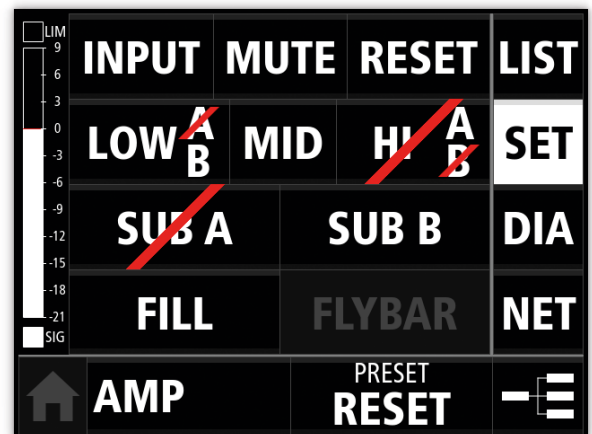 LIM
9
6
3
0
-3
-6
-9
-12
-15
-18
-21
SIG
INPUT MUTE RESET LIST
LOW A B MID HI A B SET
SUB A SUB B DIA
FILL FLYBAR NET
AMP PRESET RESET